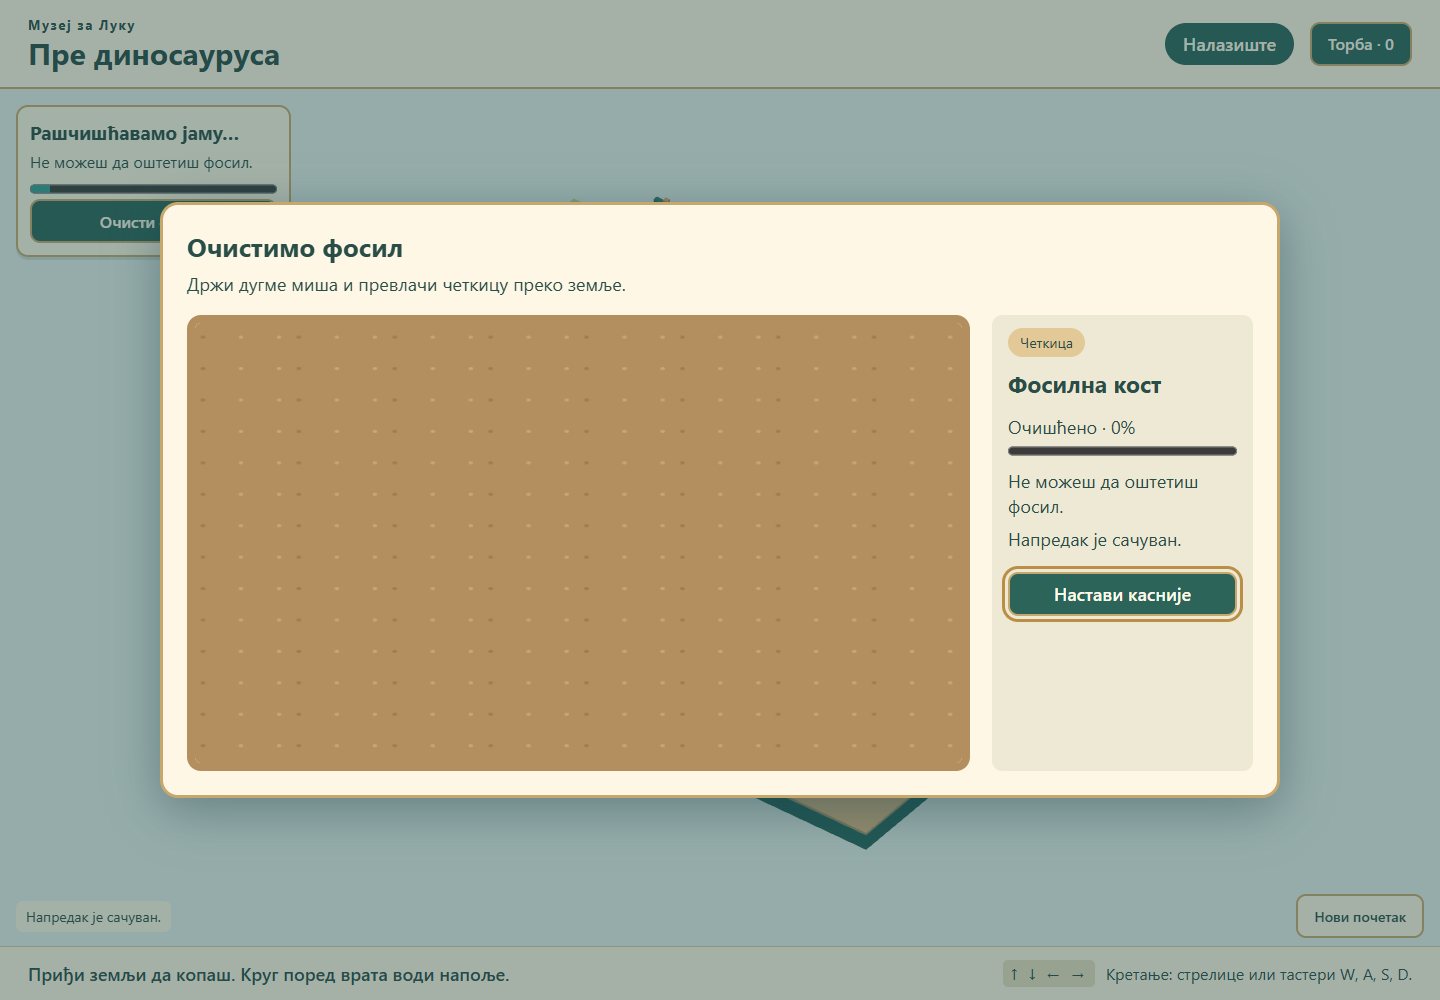 Музеј за Луку
Пре диносауруса
Налазиште
Торба · 0
Рашчишћавамо јаму…
Не можеш да оштетиш фосил.
Очисти
Очистимо фосил
Држи дугме миша и превлачи четкицу преко земље.
Четкица
Фосилна кост
Очишћено · 0%
Не можеш да оштетиш
фосил.
Напредак је сачуван.
Настави касније
Напредак је сачуван.
Нови почетак
Приђи земљи да копаш. Круг поред врата води напоље.
↑ ↓ ← → Кретање: стрелице или тастери W, A, S, D.